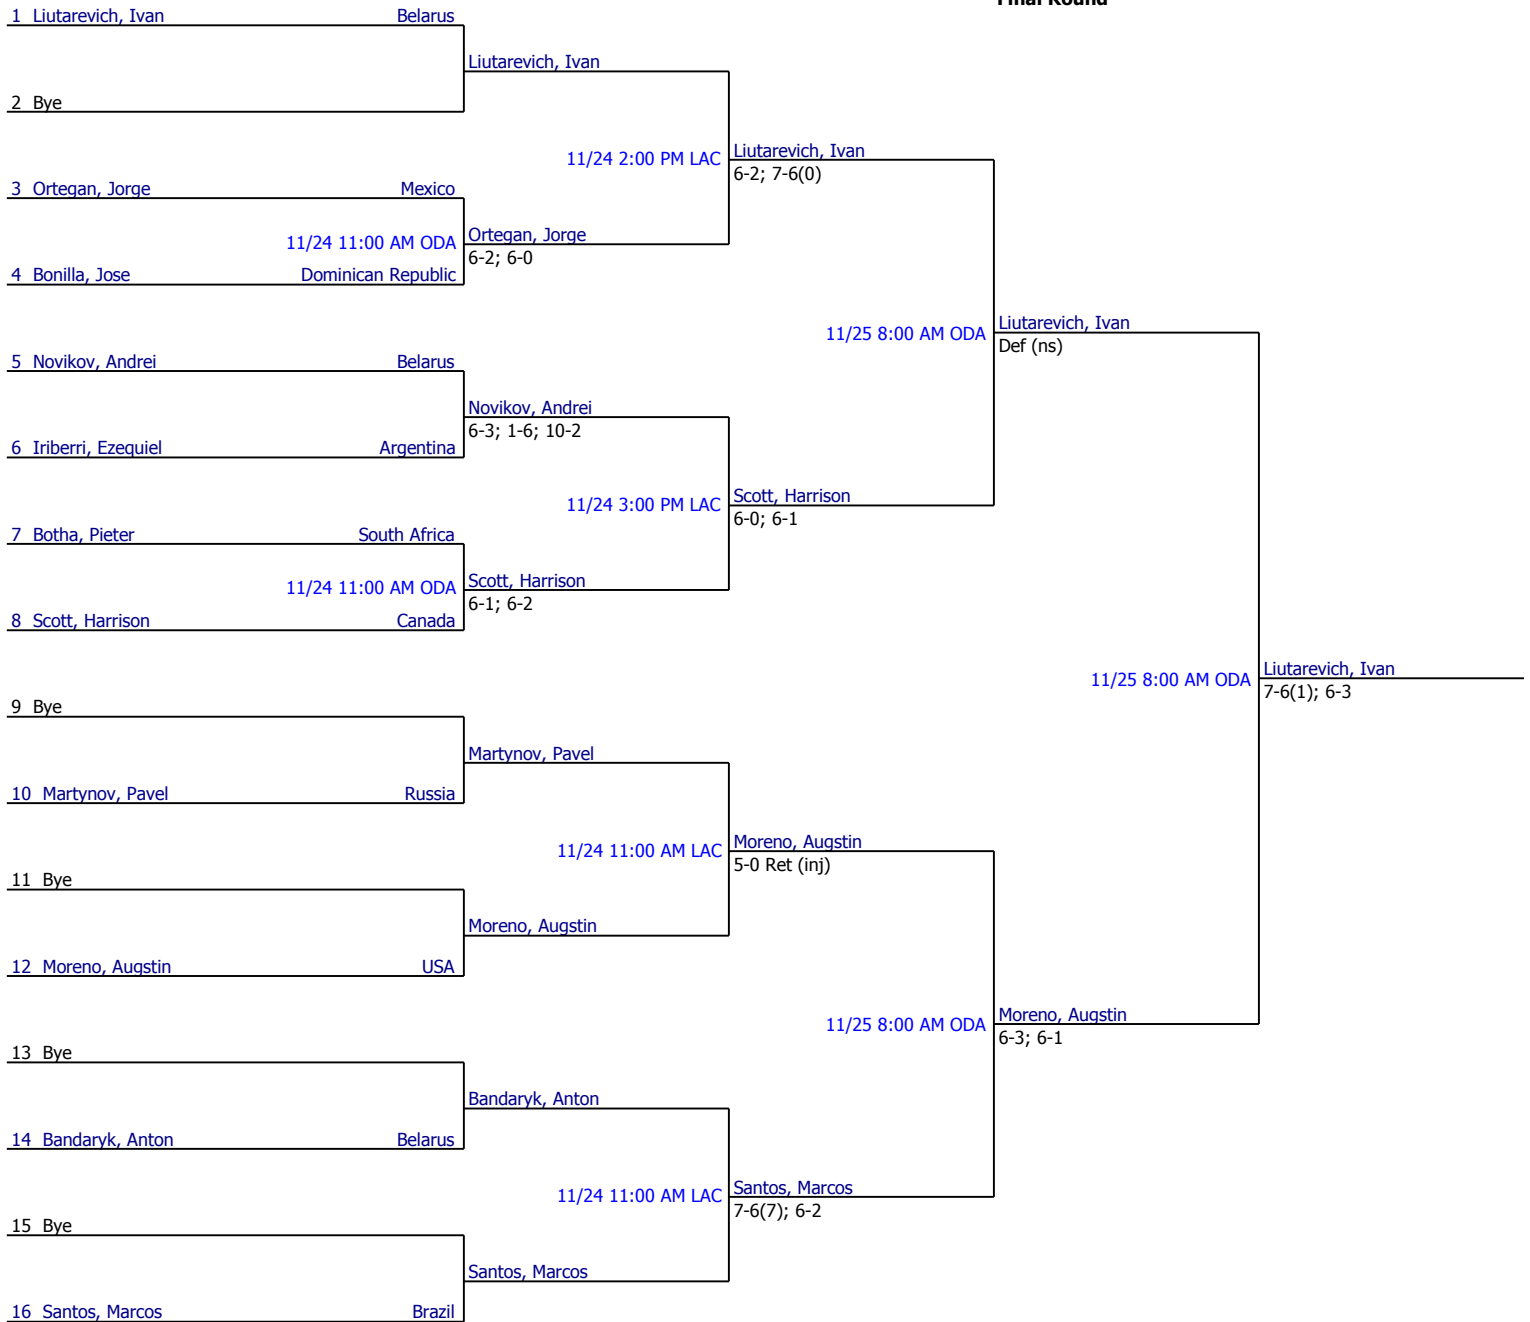 Final Round
1 Liutarevich, Ivan Belarus
Liutarevich, Ivan
2 Bye
11/24 2:00 PM LAC Liutarevich, Ivan
6-2; 7-6(0)
3 Ortegan, Jorge Mexico
11/24 11:00 AM ODA Ortegan, Jorge
6-2; 6-0
4 Bonilla, Jose Dominican Republic
11/25 8:00 AM ODA Liutarevich, Ivan
Def (ns)
5 Novikov, Andrei Belarus
Novikov, Andrei
6-3; 1-6; 10-2
6 Iriberri, Ezequiel Argentina
11/24 3:00 PM LAC Scott, Harrison
6-0; 6-1
7 Botha, Pieter South Africa
11/24 11:00 AM ODA Scott, Harrison
6-1; 6-2
8 Scott, Harrison Canada
11/25 8:00 AM ODA Liutarevich, Ivan
7-6(1); 6-3
9 Bye
Martynov, Pavel
10 Martynov, Pavel Russia
11/24 11:00 AM LAC Moreno, Augstin
5-0 Ret (inj)
11 Bye
Moreno, Augstin
12 Moreno, Augstin USA
11/25 8:00 AM ODA Moreno, Augstin
6-3; 6-1
13 Bye
Bandaryk, Anton
14 Bandaryk, Anton Belarus
11/24 11:00 AM LAC Santos, Marcos
7-6(7); 6-2
15 Bye
Santos, Marcos
16 Santos, Marcos Brazil